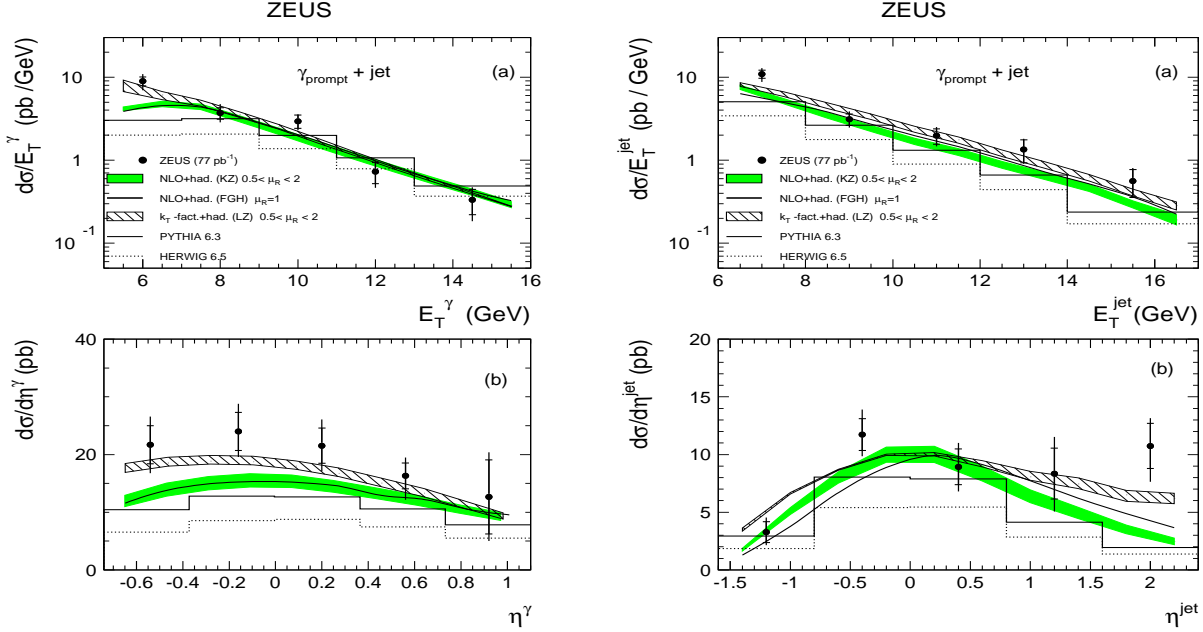 ZEUS
dσ/E_T^γ (pb /GeV)
10
1
10^-1
γ_prompt + jet
(a)
ZEUS (77 pb^-1)
NLO+had. (KZ) 0.5< μ_R < 2
NLO+had. (FGH) μ_R=1
k_T -fact.+had. (LZ) 0.5< μ_R < 2
PYTHIA 6.3
HERWIG 6.5
6 8 10 12 14 16
E_T^γ (GeV)
dσ/dη^γ (pb)
40
30
20
10
0
(b)
-0.6 -0.4 -0.2 0 0.2 0.4 0.6 0.8 1
η^γ
ZEUS
dσ/E_T^jet (pb / GeV)
10
1
10^-1
γ_prompt + jet
(a)
ZEUS (77 pb^-1)
NLO+had. (KZ) 0.5< μ_R < 2
NLO+had. (FGH) μ_R=1
k_T -fact.+had. (LZ) 0.5< μ_R < 2
PYTHIA 6.3
HERWIG 6.5
8 10 12 14 16
E_T^jet (GeV)
dσ/dη^jet (pb)
20
15
10
5
0
(b)
-1.5 -1 -0.5 0 0.5 1 1.5 2
η^jet